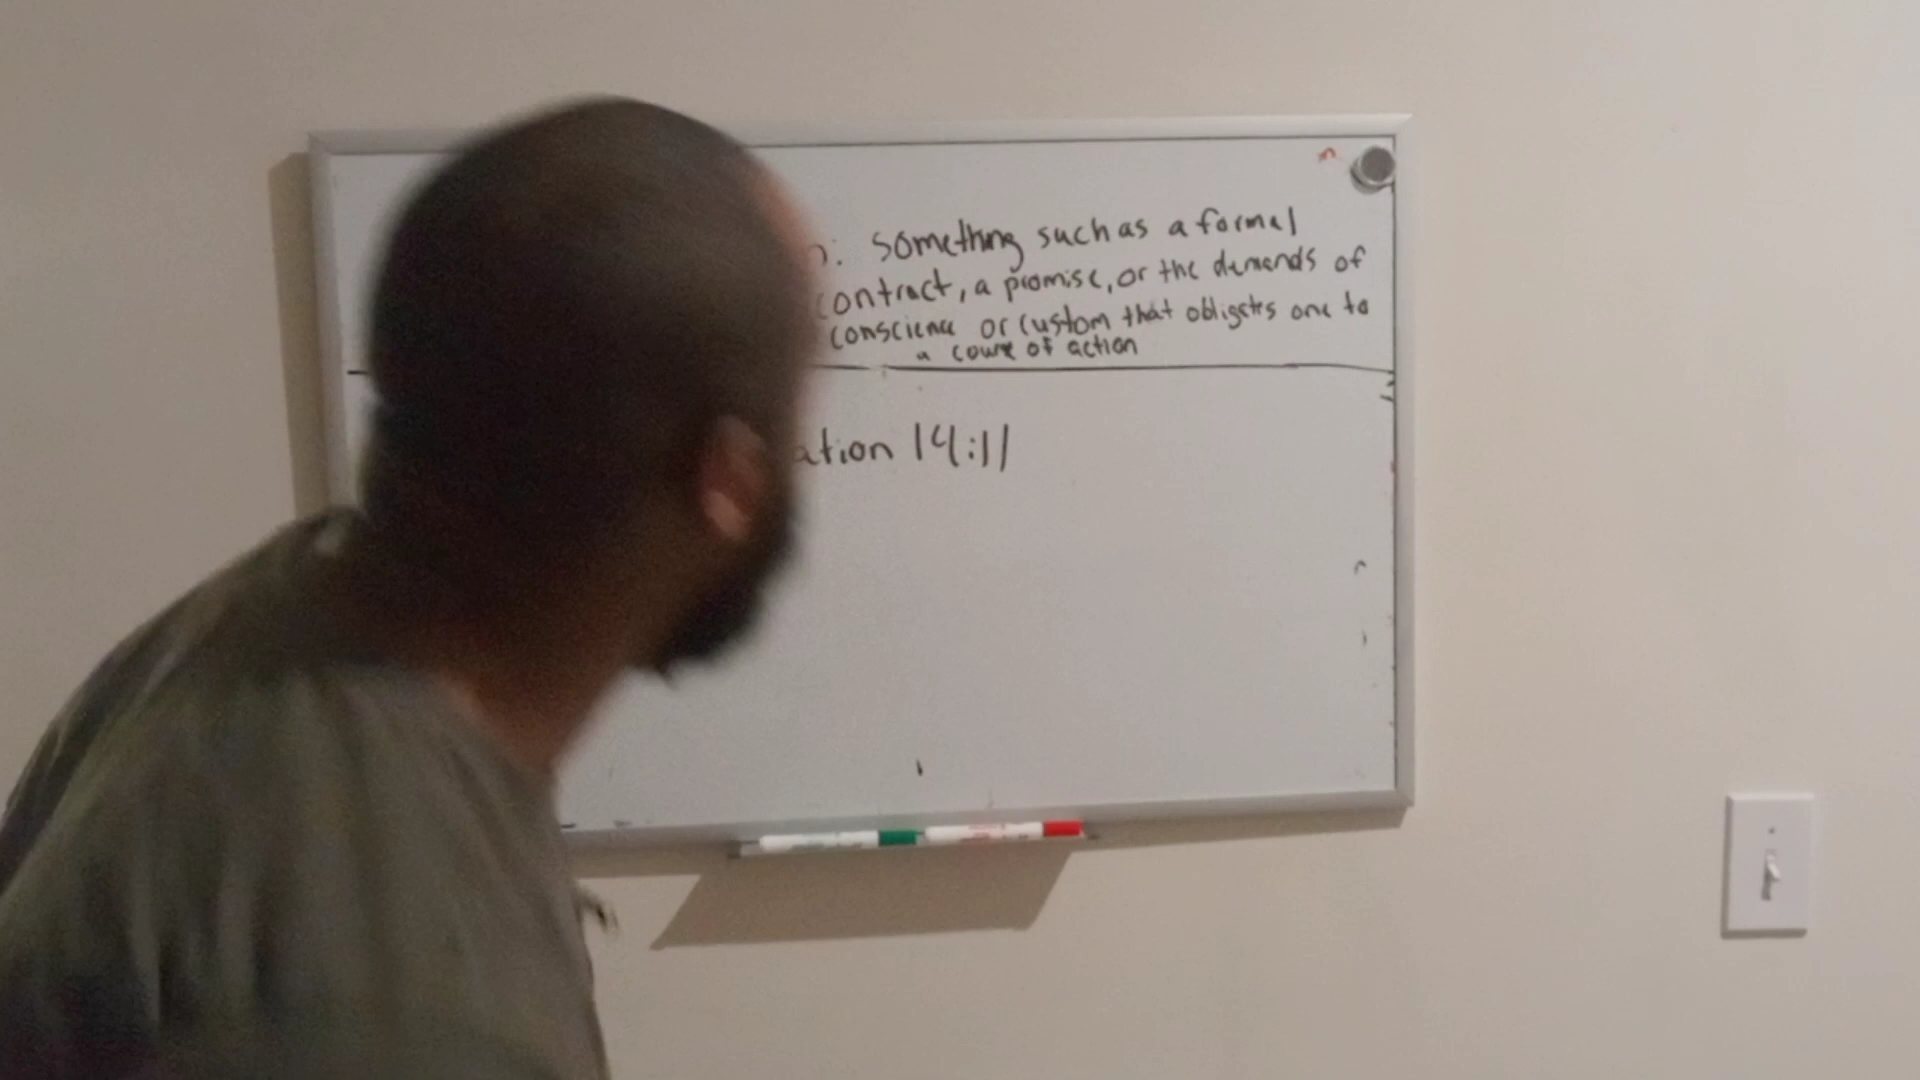 : Something such as a formal
contract, a promise, or the demands of
conscience or custom that obligates one to
a course of action
ation 14:11